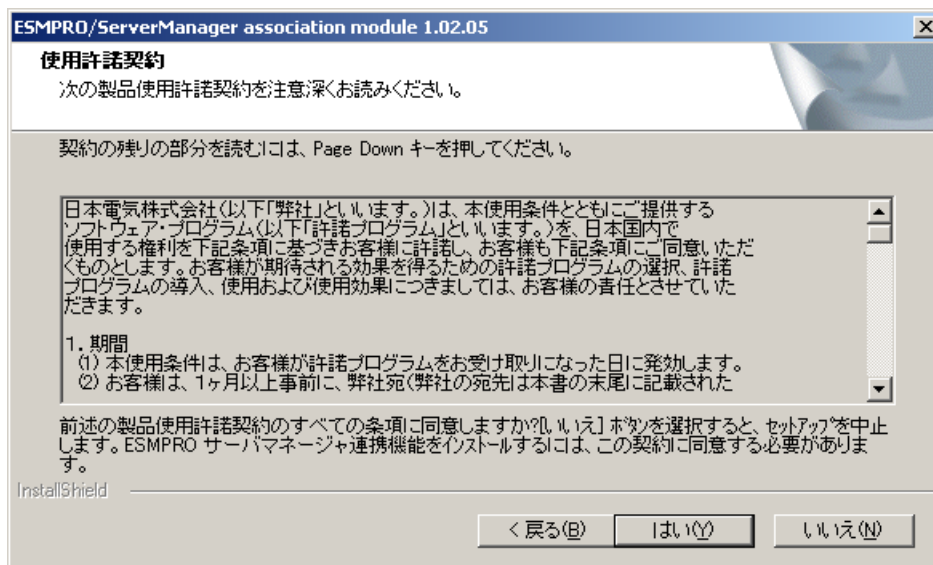 ESMPRO/ServerManager association module 1.02.05
使用許諾契約
次の製品使用許諾契約を注意深くお読みください。
契約の残りの部分を読むには、Page Down キーを押してください。
日本電気株式会社(以下「弊社」といいます。)は、本使用条件とともにご提供する
ソフトウェア・プログラム(以下「許諾プログラム」といいます。)を、日本国内で
使用する権利を下記条項に基づきお客様に許諾し、お客様も下記条項にご同意いただ
くものとします。お客様が期待される効果を得るための許諾プログラムの選択、許諾
プログラムの導入、使用および使用効果につきましては、お客様の責任とさせていた
だきます。
1. 期間
(1) 本使用条件は、お客様が許諾プログラムをお受け取りになった日に発効します。
(2) お客様は、1ヶ月以上事前に、弊社宛(弊社の宛先は本書の末尾に記載された
前述の製品使用許諾契約のすべての条項に同意しますか?[いいえ] ボタンを選択すると、セットアップを中止
します。ESMPRO サーバマネージャ連携機能をインストールするには、この契約に同意する必要がありま
す。
InstallShield
< 戻る(B) はい(Y) いいえ(N)